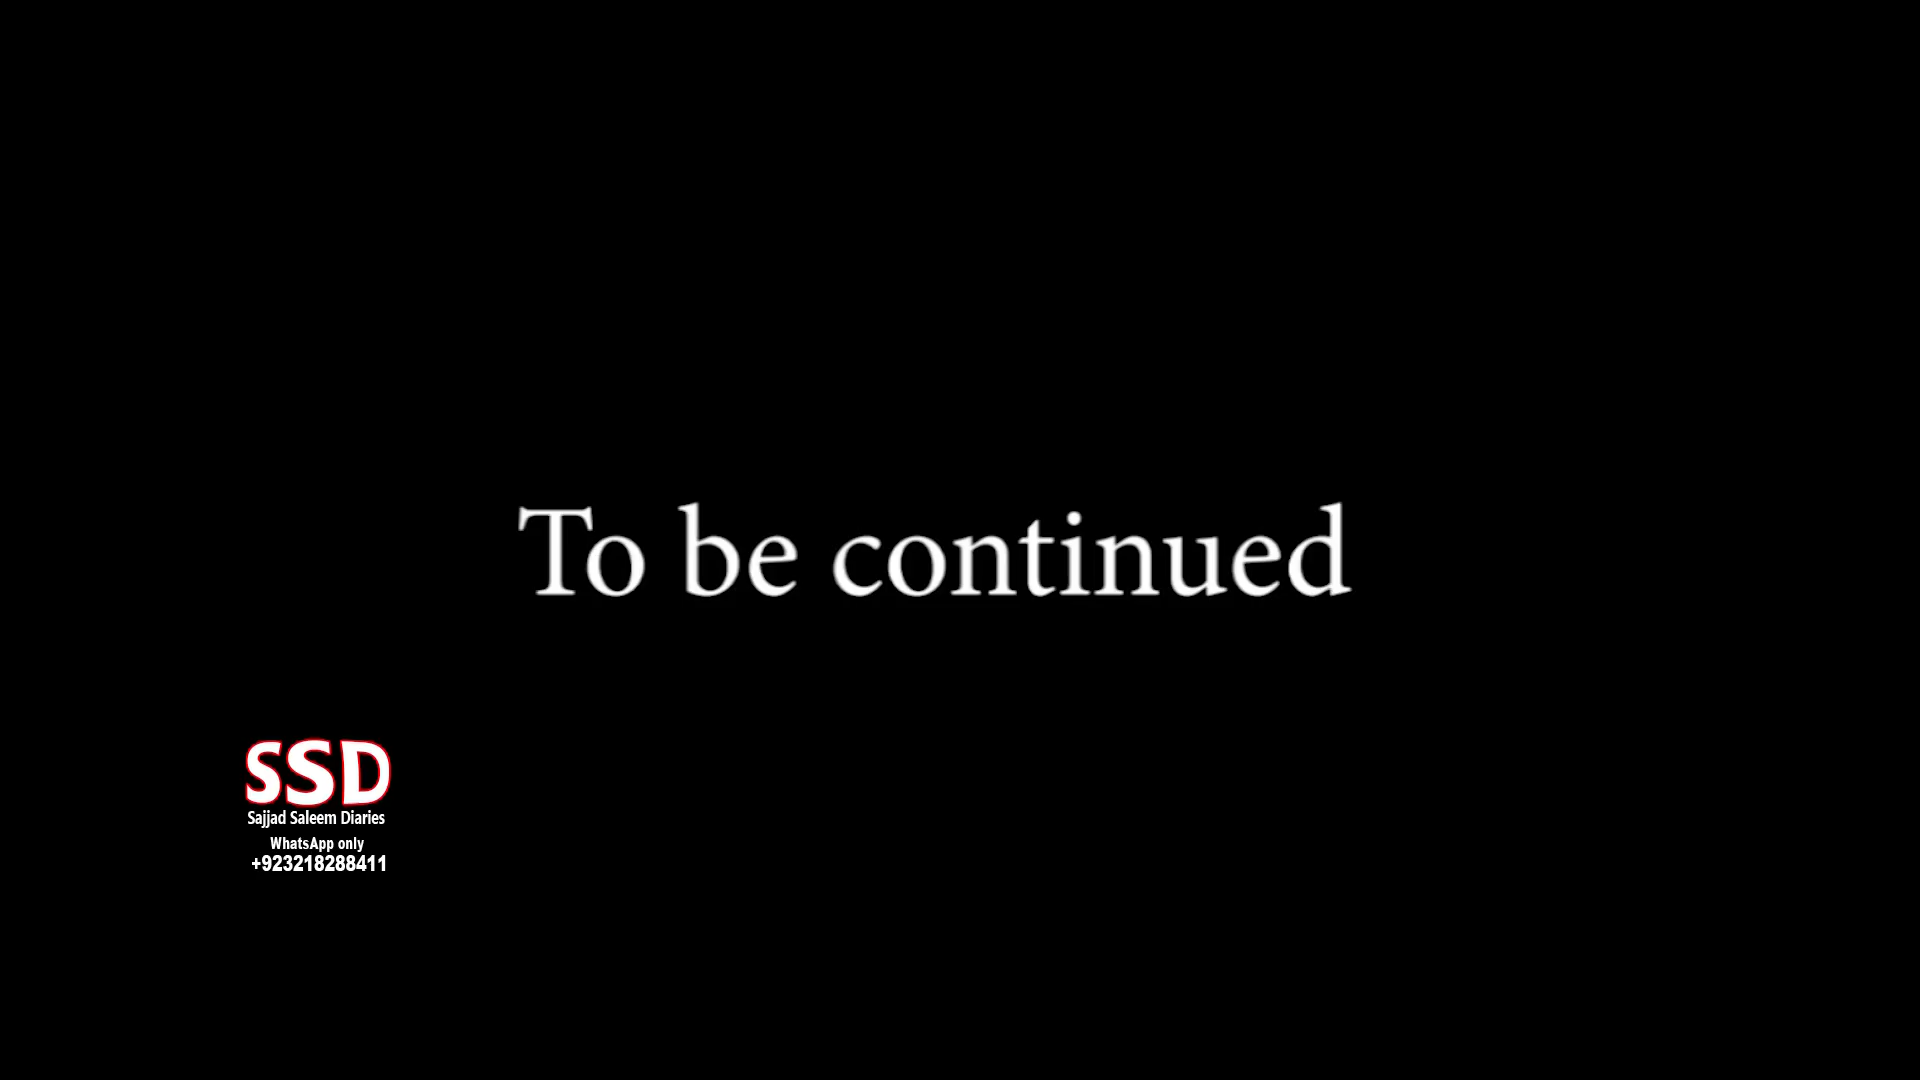 To be continued
SSD
Sajjad Saleem Diaries
WhatsApp only
+923218288411